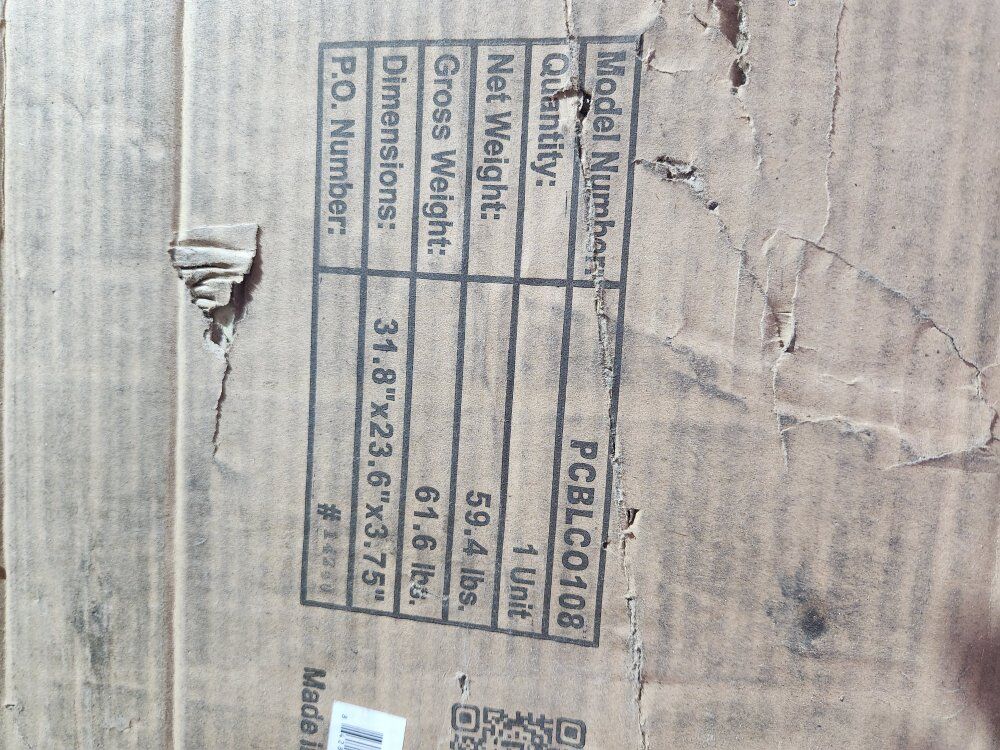 Model Number: PCBLCO108
Quantity: 1 Unit
Net Weight: 59.4 lbs.
Gross Weight: 61.6 lbs.
Dimensions: 31.8"x23.6"x3.75"
P.O. Number: #
Made i